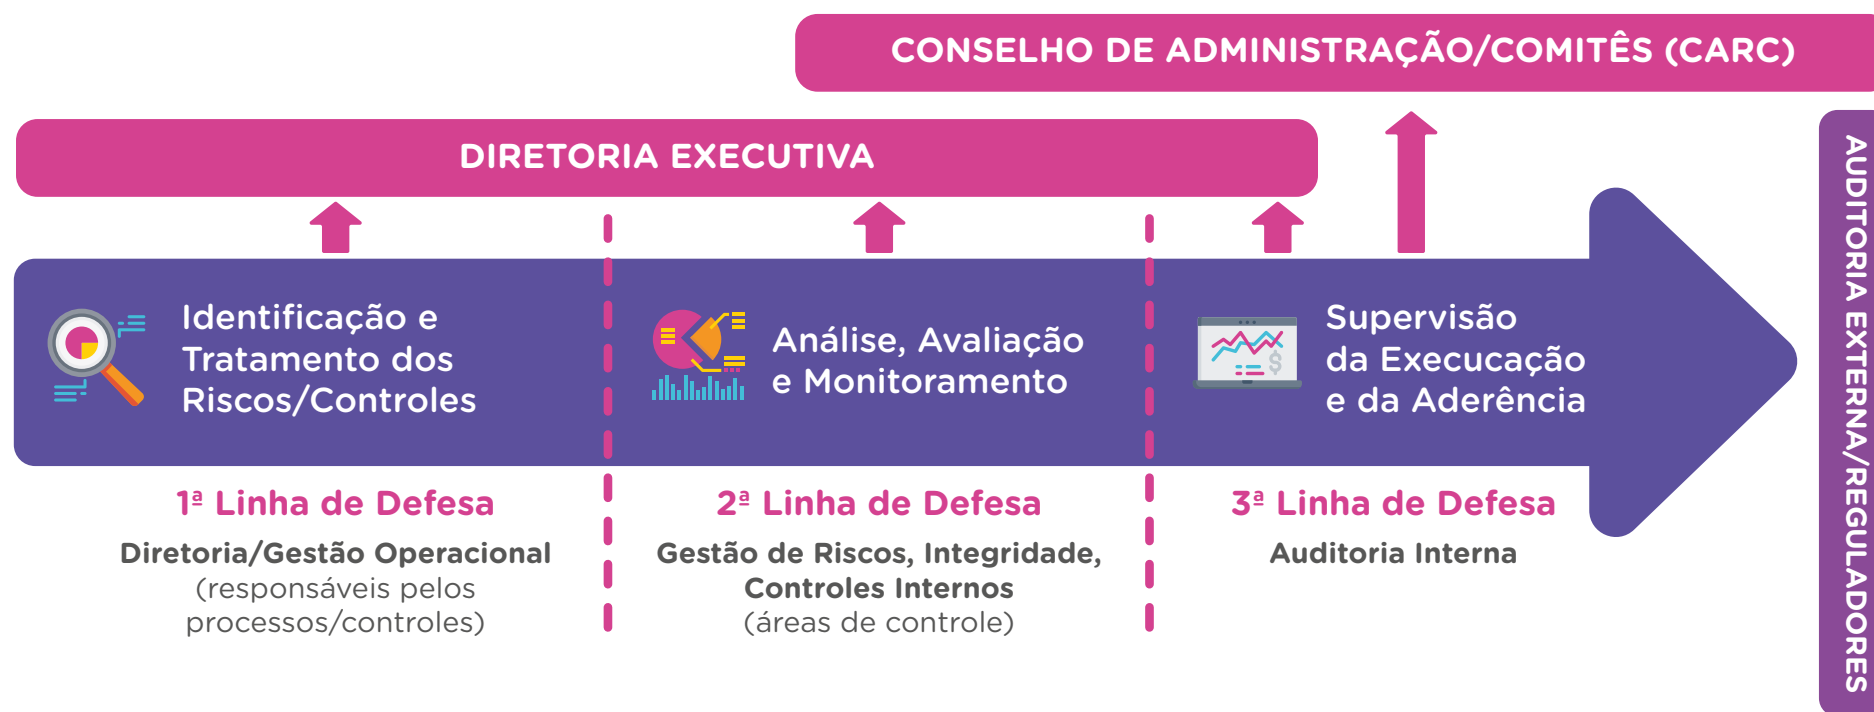 CONSELHO DE ADMINISTRAÇÃO/COMITÊS (CARC)
DIRETORIA EXECUTIVA
Identificação e
Tratamento dos
Riscos/Controles
Análise, Avaliação
e Monitoramento
Supervisão
da Execucação
e da Aderência
1ª Linha de Defesa
Diretoria/Gestão Operacional
(responsáveis pelos
processos/controles)
2ª Linha de Defesa
Gestão de Riscos, Integridade,
Controles Internos
(áreas de controle)
3ª Linha de Defesa
Auditoria Interna
AUDITORIA EXTERNA/REGULADORES